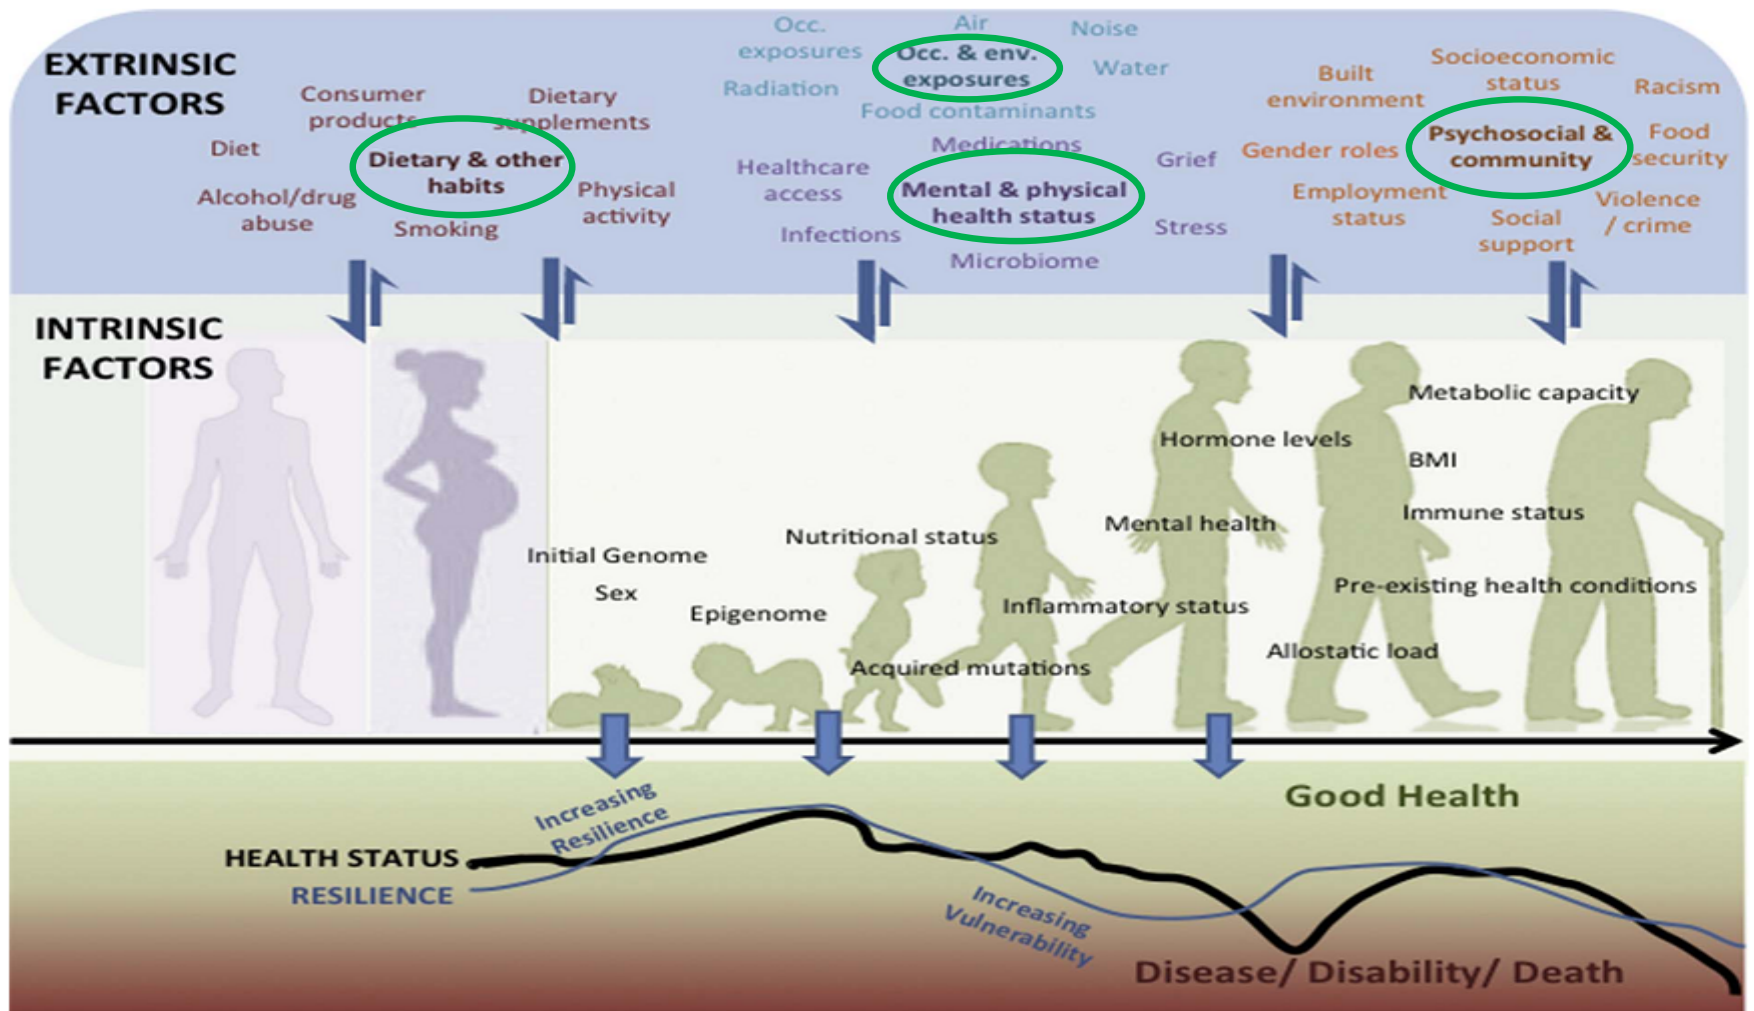 EXTRINSIC
FACTORS
Consumer
products
Dietary
supplements
Diet
Dietary & other
habits
Alcohol/drug
abuse
Smoking
Physical
activity
Occ.
exposures
Air
Noise
Occ. & env.
exposures
Water
Radiation
Food contaminants
Medications
Healthcare
access
Grief
Mental & physical
health status
Infections
Stress
Microbiome
Built
environment
Socioeconomic
status
Racism
Gender roles
Psychosocial &
community
Food
security
Employment
status
Social
support
Violence
/ crime
INTRINSIC
FACTORS
Initial Genome
Sex
Epigenome
Nutritional status
Acquired mutations
Inflammatory status
Mental health
Hormone levels
Metabolic capacity
BMI
Immune status
Pre-existing health conditions
Allostatic load
Increasing
Resilience
HEALTH STATUS
RESILIENCE
Increasing
Vulnerability
Good Health
Disease/ Disability/ Death